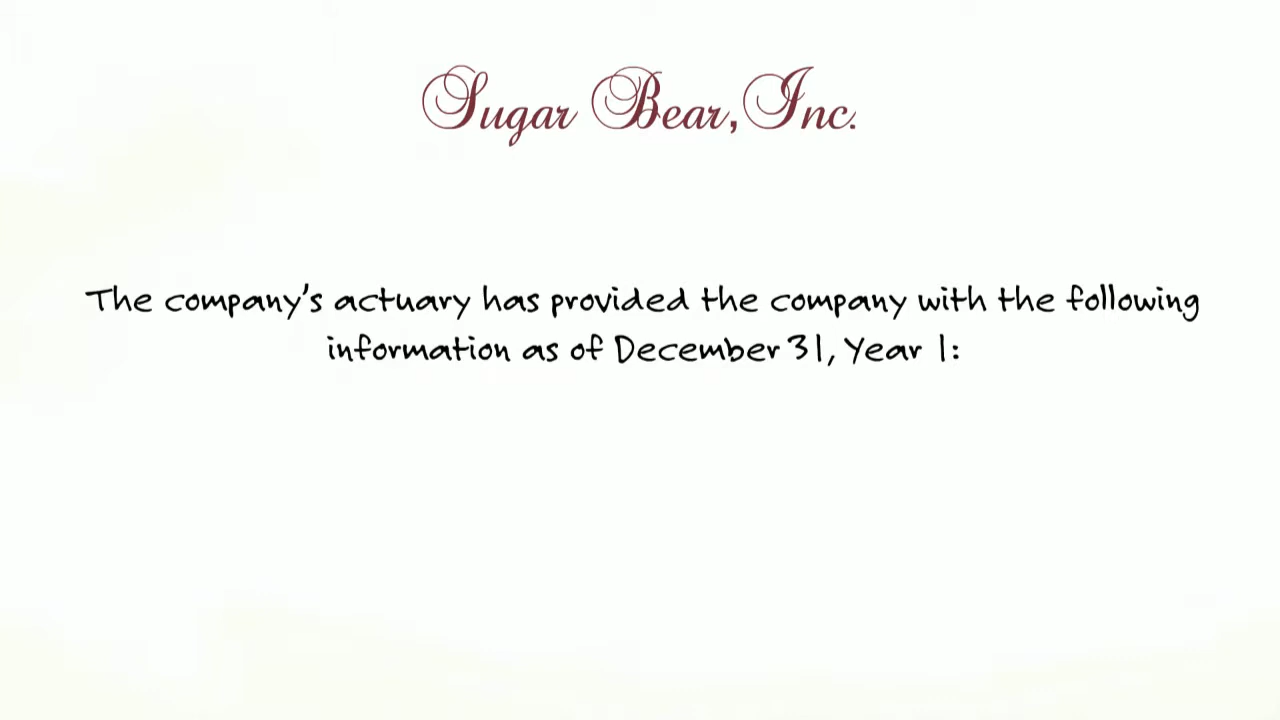 Sugar Bear, Inc.
The company's actuary has provided the company with the following
information as of December 31, Year 1: